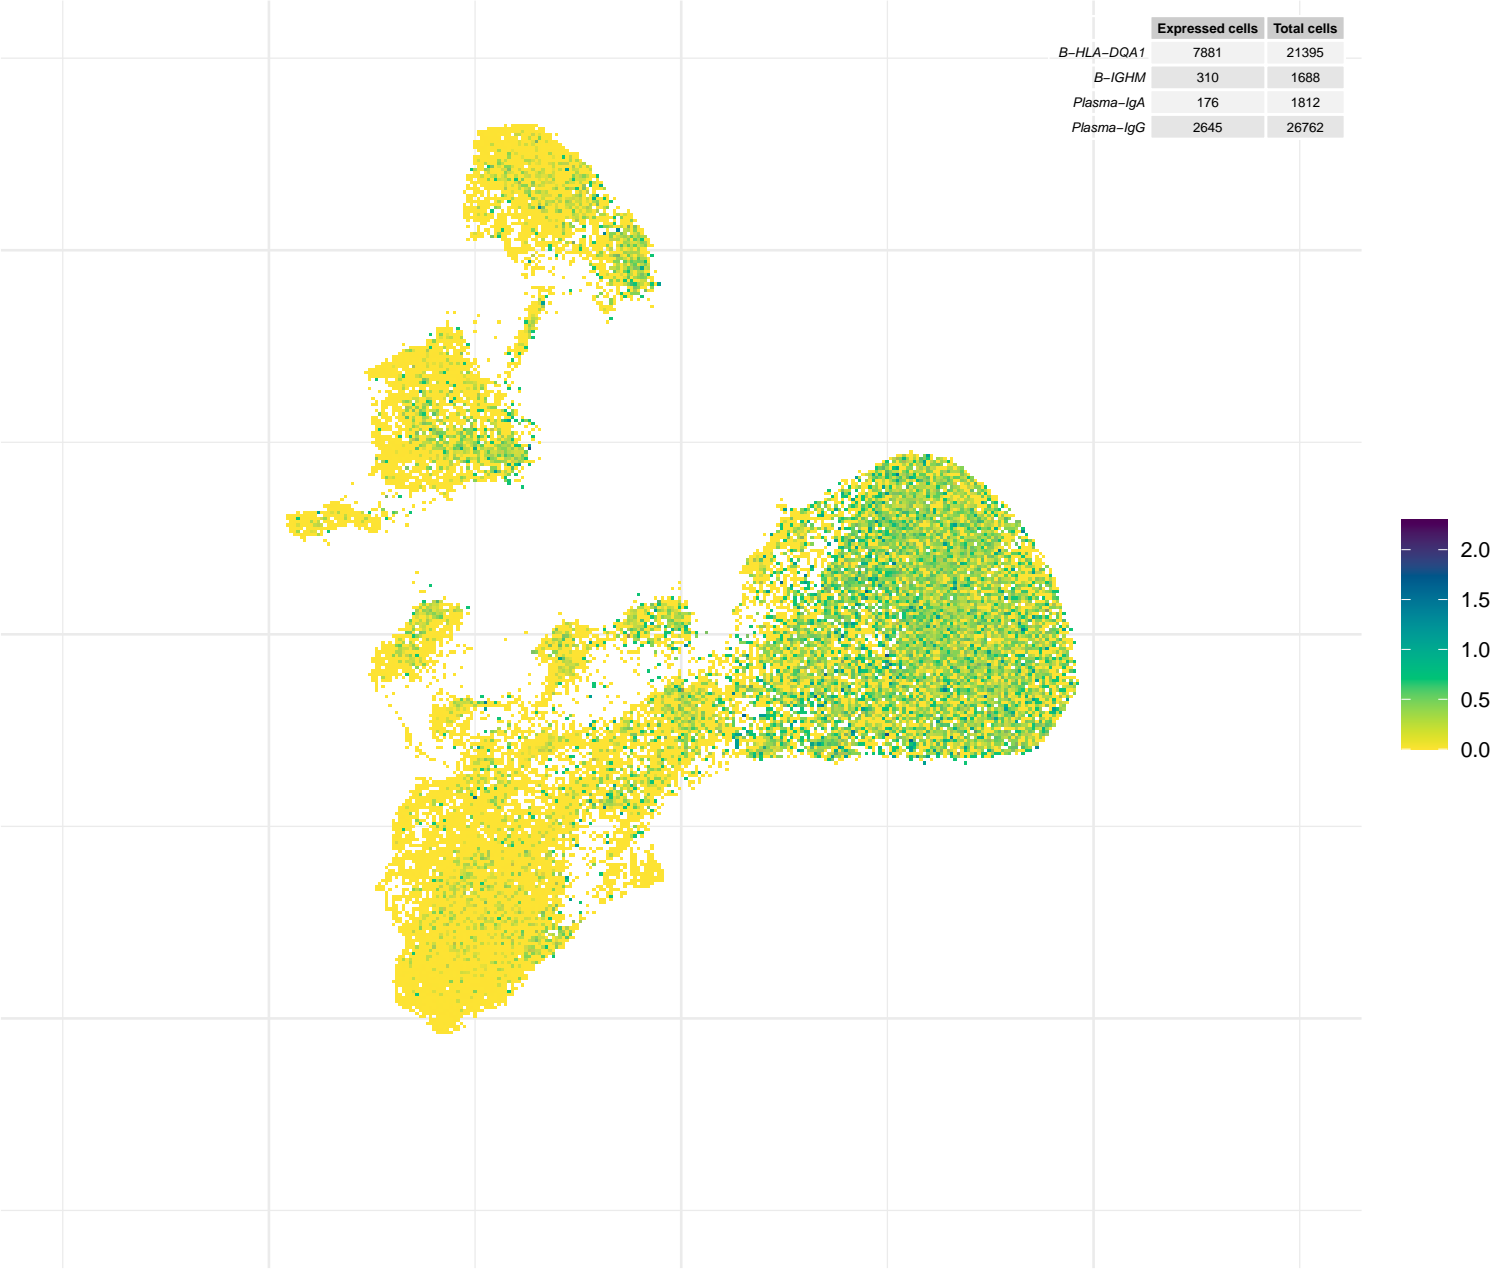 Expressed cells Total cells
B−HLA−DQA1 7881 21395
B−IGHM 310 1688
Plasma−IgA 176 1812
Plasma−IgG 2645 26762
2.0
1.5
1.0
0.5
0.0